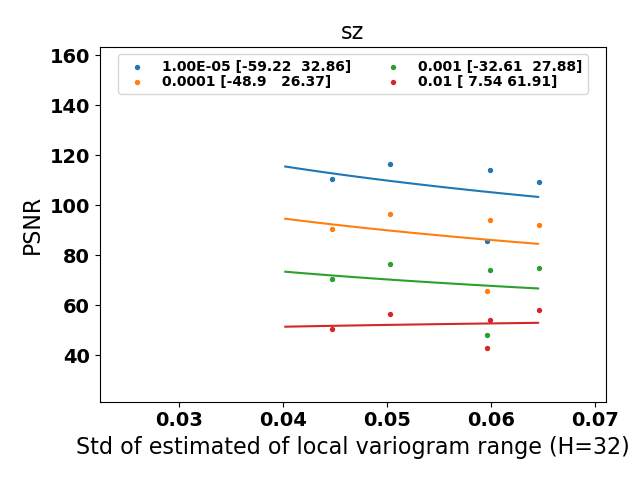 sz
1.00E-05 [-59.22 32.86]
0.0001 [-48.9 26.37]
0.001 [-32.61 27.88]
0.01 [ 7.54 61.91]
160
140
120
100
80
60
40
PSNR
0.03 0.04 0.05 0.06 0.07
Std of estimated of local variogram range (H=32)